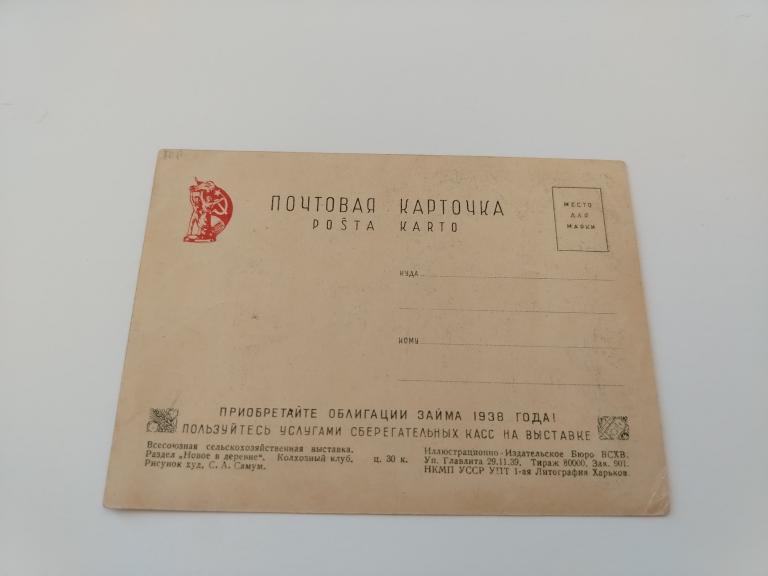 ПОЧТОВАЯ КАРТОЧКА
POŜTA KARTO
МЕСТО
ДЛЯ
МАРКИ
КУДА
КОМУ
ПРИОБРЕТАЙТЕ ОБЛИГАЦИИ ЗАЙМА 1938 ГОДА!
ПОЛЬЗУЙТЕСЬ УСЛУГАМИ СБЕРЕГАТЕЛЬНЫХ КАСС НА ВЫСТАВКЕ
Всесоюзная сельскохозяйственная выставка.
Раздел „Новое в деревне“. Колхозный клуб. ц. 30 к.
Рисунок худ. С. А. Самум.
Иллюстрационно-Издательское Бюро ВСХВ.
Уп. Главлита 29.11.39. Тираж 80000. Зак. 901.
НКМП УССР УПТ 1-ая Литография Харьков.